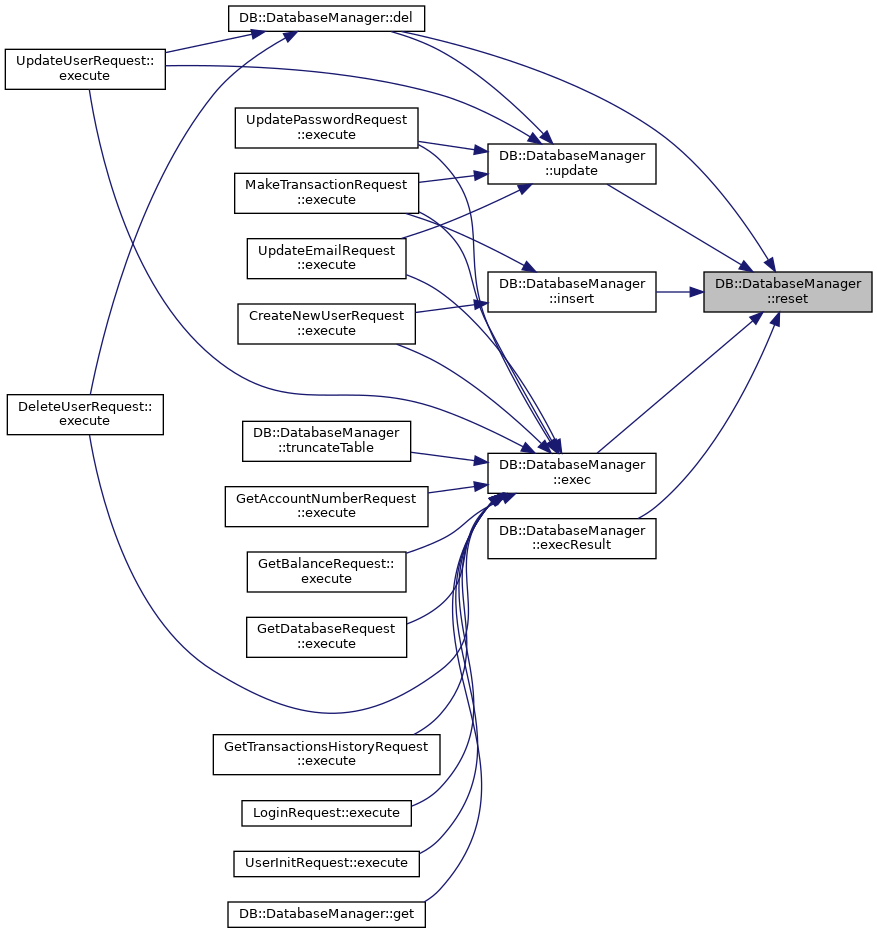 DB::DatabaseManager::del
UpdateUserRequest::
execute
UpdatePasswordRequest
::execute
DB::DatabaseManager
::update
MakeTransactionRequest
::execute
UpdateEmailRequest
::execute
DB::DatabaseManager
::insert
DB::DatabaseManager
::reset
CreateNewUserRequest
::execute
DeleteUserRequest::
execute
DB::DatabaseManager
::truncateTable
DB::DatabaseManager
::exec
GetAccountNumberRequest
::execute
DB::DatabaseManager
::execResult
GetBalanceRequest::
execute
GetDatabaseRequest
::execute
GetTransactionsHistoryRequest
::execute
LoginRequest::execute
UserInitRequest::execute
DB::DatabaseManager::get